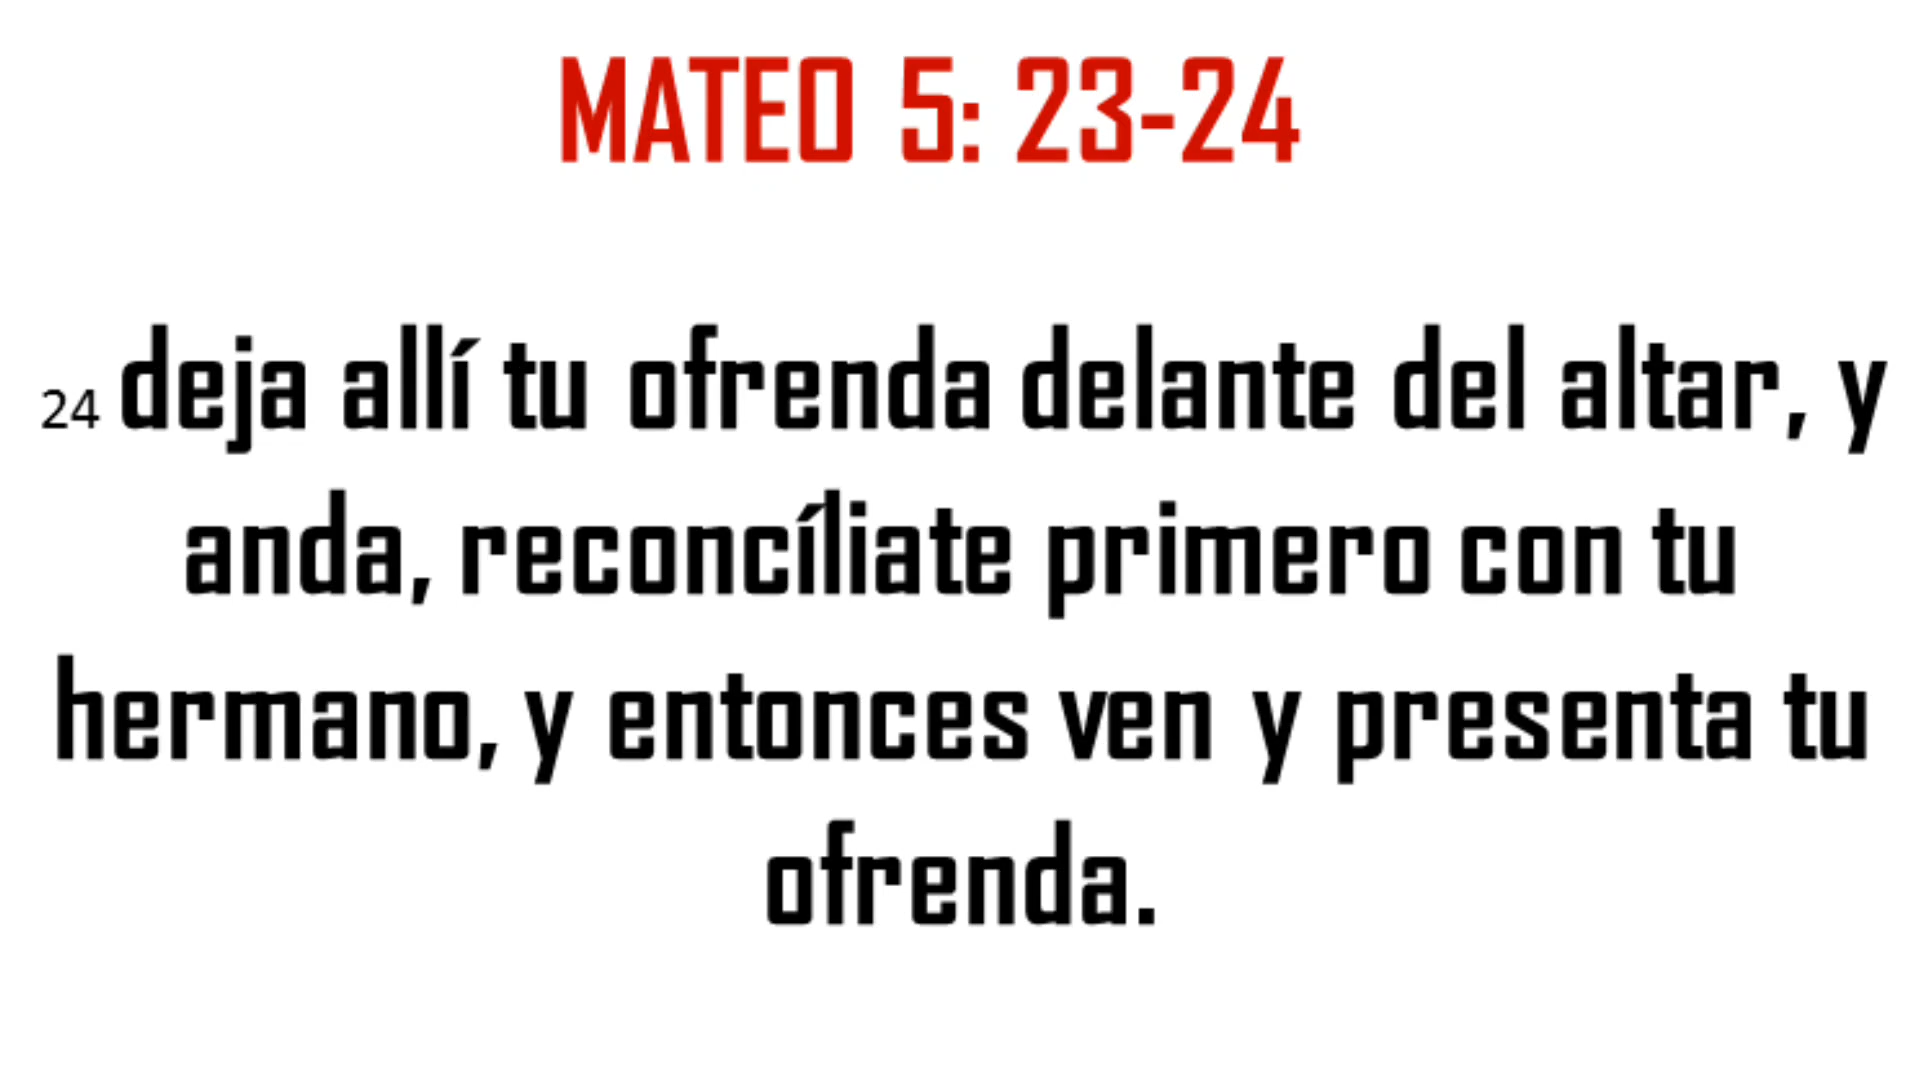 MATEO 5: 23-24
24 deja allí tu ofrenda delante del altar, y
anda, reconcíliate primero con tu
hermano, y entonces ven y presenta tu
ofrenda.